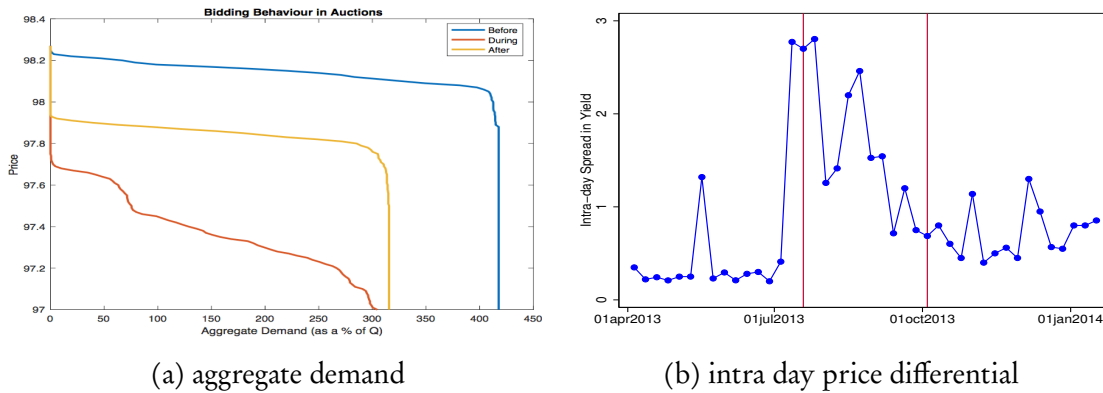 Bidding Behaviour in Auctions
98.4
98.2
98
97.8
97.6
97.4
97.2
97
Price
Before
During
After
0 50 100 150 200 250 300 350 400 450
Aggregate Demand (as a % of Q)
(a) aggregate demand
3
2
1
0
Intra-day Spread in Yield
01apr2013 01jul2013 01oct2013 01jan2014
(b) intra day price differential